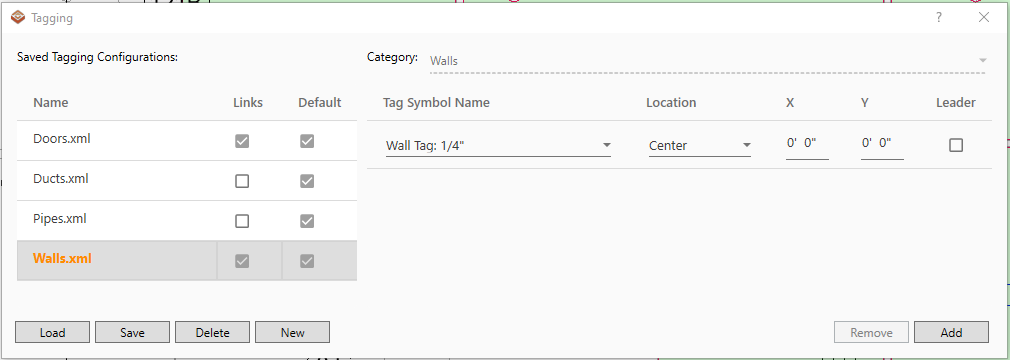 Tagging
?
Saved Tagging Configurations:
Category: Walls
Name Links Default
Doors.xml
Ducts.xml
Pipes.xml
Walls.xml
Tag Symbol Name Location X Y Leader
Wall Tag: 1/4" Center 0' 0" 0' 0"
Load Save Delete New Remove Add